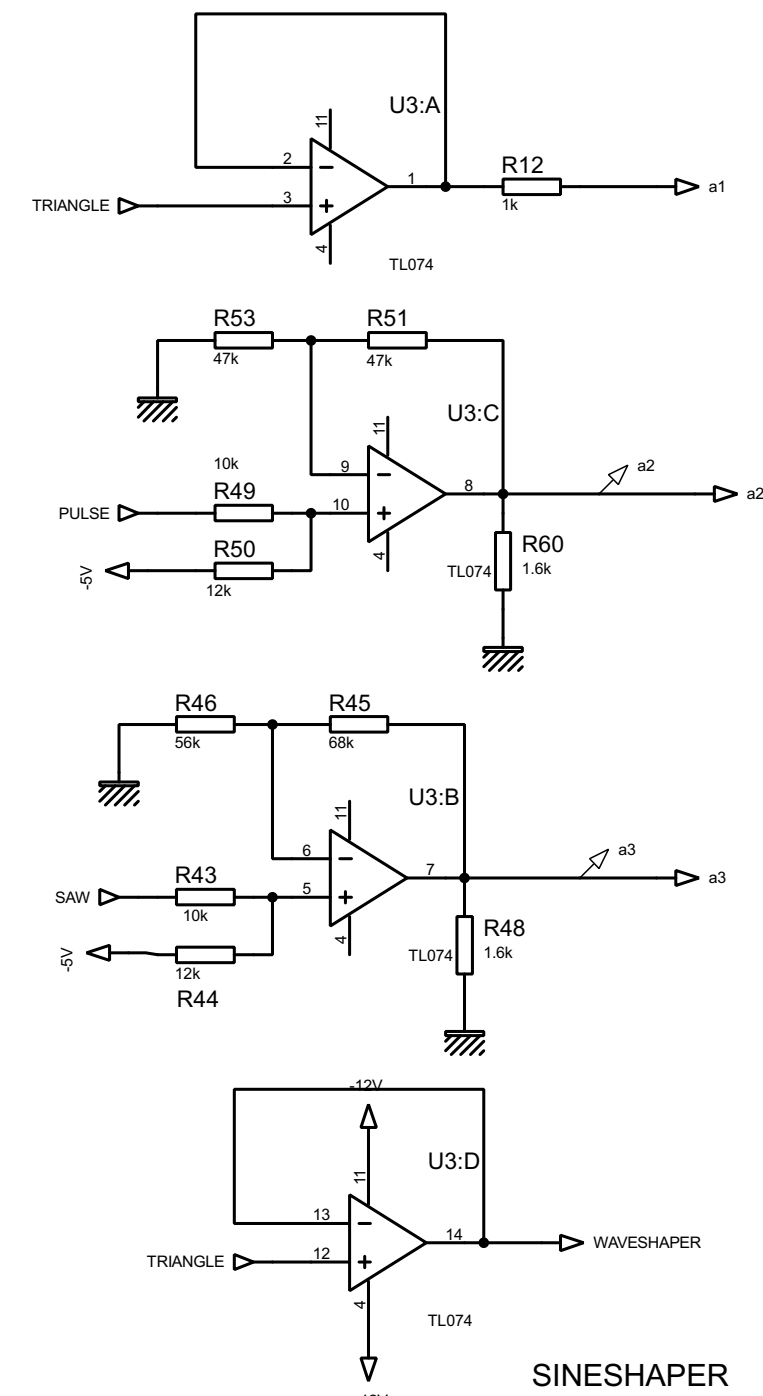 U3:A
11
2
1
R12
TRIANGLE
3
1k
a1
4
TL074
R53
R51
47k
47k
U3:C
11
10k
9
a2
R49
8
a2
PULSE
10
R50
4
R60
-5V
TL074
1.6k
12k
R46
R45
56k
68k
U3:B
11
6
a3
R43
7
a3
SAW
5
10k
4
R48
-5V
TL074
1.6k
12k
R44
-12V
U3:D
11
13
14
WAVESHAPER
TRIANGLE
12
4
TL074
SINESHAPER